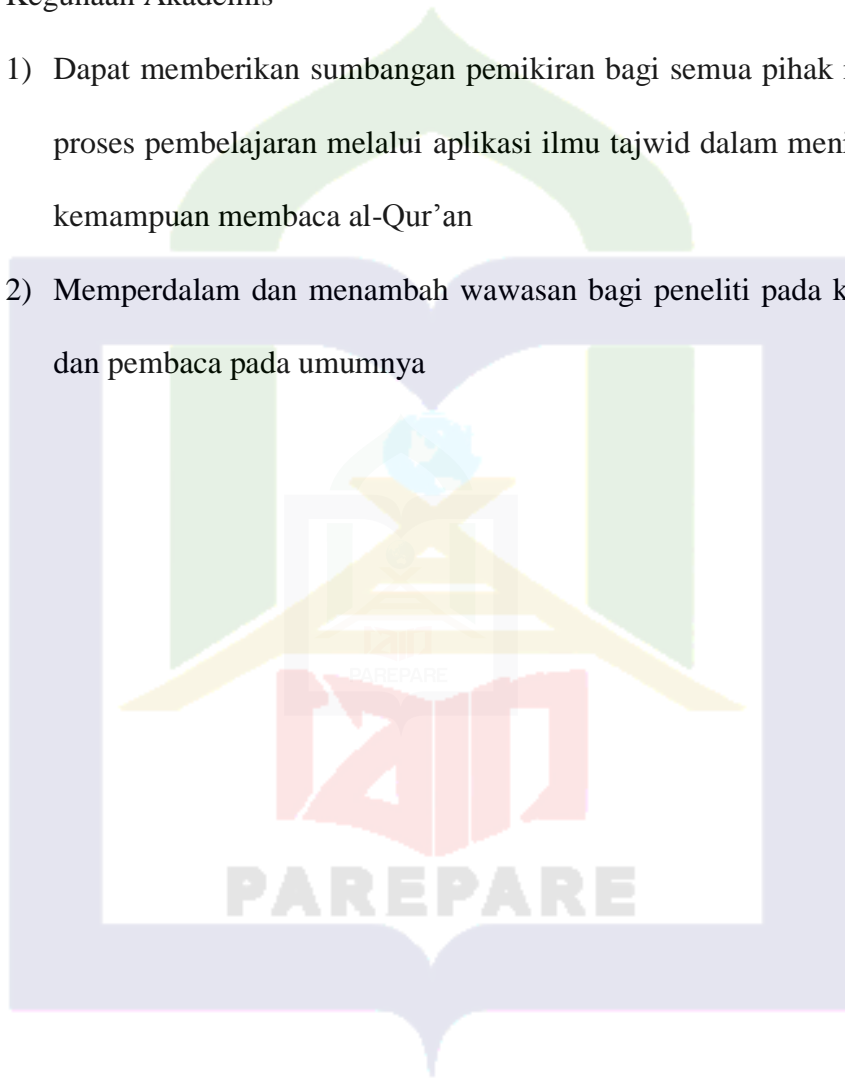 Kegunaan Akademis
1) Dapat memberikan sumbangan pemikiran bagi semua pihak
proses pembelajaran melalui aplikasi ilmu tajwid dalam
kemampuan membaca al-Qur’an
2) Memperdalam dan menambah wawasan bagi peneliti pada
dan pembaca pada umumnya
PAREPARE
PAREPARE